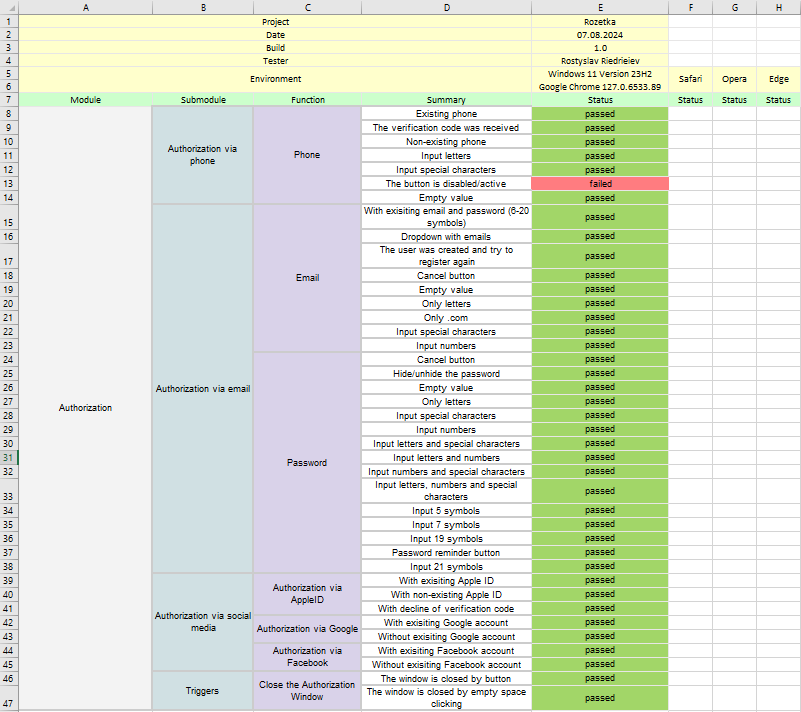 A B C D E F G H
1 Project Rozetka
2 Date 07.08.2024
3 Build 1.0
4 Tester Rostyslav Riedrieiev
5 Environment Windows 11 Version 23H2 Safari Opera Edge
6 Google Chrome 127.0.6533.89
7 Module Submodule Function Summary Status Status Status Status
8 Existing phone passed
9 The verification code was received passed
10 Non-existing phone passed
Authorization via
phone
Phone
11 Input letters passed
12 Input special characters passed
13 The button is disabled/active failed
14 Empty value passed
With exisiting email and password (6-20
15 symbols) passed
16 Dropdown with emails passed
The user was created and try to
17 register again passed
18 Cancel button passed
Email
19 Empty value passed
20 Only letters passed
21 Only .com passed
22 Input special characters passed
23 Input numbers passed
24 Cancel button passed
25 Hide/unhide the password passed
26 Authorization via email Empty value passed
27 Only letters passed
Authorization
28 Input special characters passed
29 Input numbers passed
30 Input letters and special characters passed
31 Input letters and numbers passed
Password
32 Input numbers and special characters passed
Input letters, numbers and special
33 characters passed
34 Input 5 symbols passed
35 Input 7 symbols passed
36 Input 19 symbols passed
37 Password reminder button passed
38 Input 21 symbols passed
39 With exisiting Apple ID passed
Authorization via
AppleID
40 With non-existing Apple ID passed
41 With decline of verification code passed
Authorization via social
media
42 With exisiting Google account passed
Authorization via Google
43 Without exisiting Google account passed
44 With exisiting Facebook account passed
Authorization via
Facebook
45 Without exisiting Facebook account passed
46 The window is closed by button passed
Triggers
Close the Authorization
Window
The window is closed by empty space
47 clicking passed